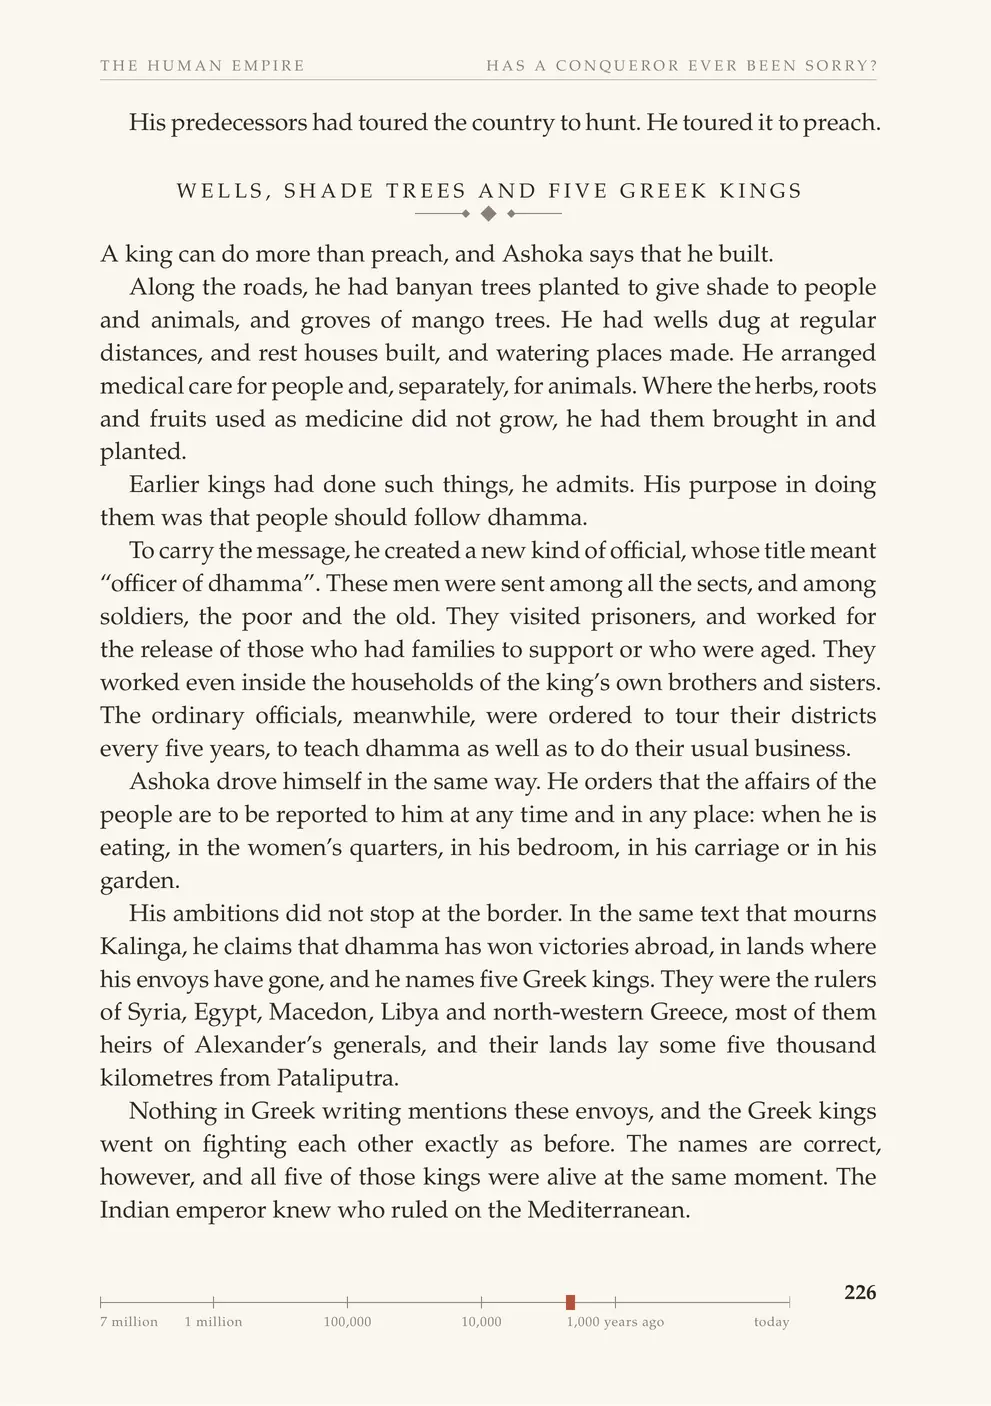 THE HUMAN EMPIRE
HAS A CONQUEROR EVER BEEN SORRY?
His predecessors had toured the country to hunt. He toured it to preach.
WELLS, SHADE TREES AND FIVE GREEK KINGS
A king can do more than preach, and Ashoka says that he built.
Along the roads, he had banyan trees planted to give shade to people
and animals, and groves of mango trees. He had wells dug at regular
distances, and rest houses built, and watering places made. He arranged
medical care for people and, separately, for animals. Where the herbs, roots
and fruits used as medicine did not grow, he had them brought in and
planted.
Earlier kings had done such things, he admits. His purpose in doing
them was that people should follow dhamma.
To carry the message, he created a new kind of official, whose title meant
“officer of dhamma”. These men were sent among all the sects, and among
soldiers, the poor and the old. They visited prisoners, and worked for
the release of those who had families to support or who were aged. They
worked even inside the households of the king’s own brothers and sisters.
The ordinary officials, meanwhile, were ordered to tour their districts
every five years, to teach dhamma as well as to do their usual business.
Ashoka drove himself in the same way. He orders that the affairs of the
people are to be reported to him at any time and in any place: when he is
eating, in the women’s quarters, in his bedroom, in his carriage or in his
garden.
His ambitions did not stop at the border. In the same text that mourns
Kalinga, he claims that dhamma has won victories abroad, in lands where
his envoys have gone, and he names five Greek kings. They were the rulers
of Syria, Egypt, Macedon, Libya and north-western Greece, most of them
heirs of Alexander’s generals, and their lands lay some five thousand
kilometres from Pataliputra.
Nothing in Greek writing mentions these envoys, and the Greek kings
went on fighting each other exactly as before. The names are correct,
however, and all five of those kings were alive at the same moment. The
Indian emperor knew who ruled on the Mediterranean.
226
7 million 1 million 100,000 10,000 1,000 years ago today